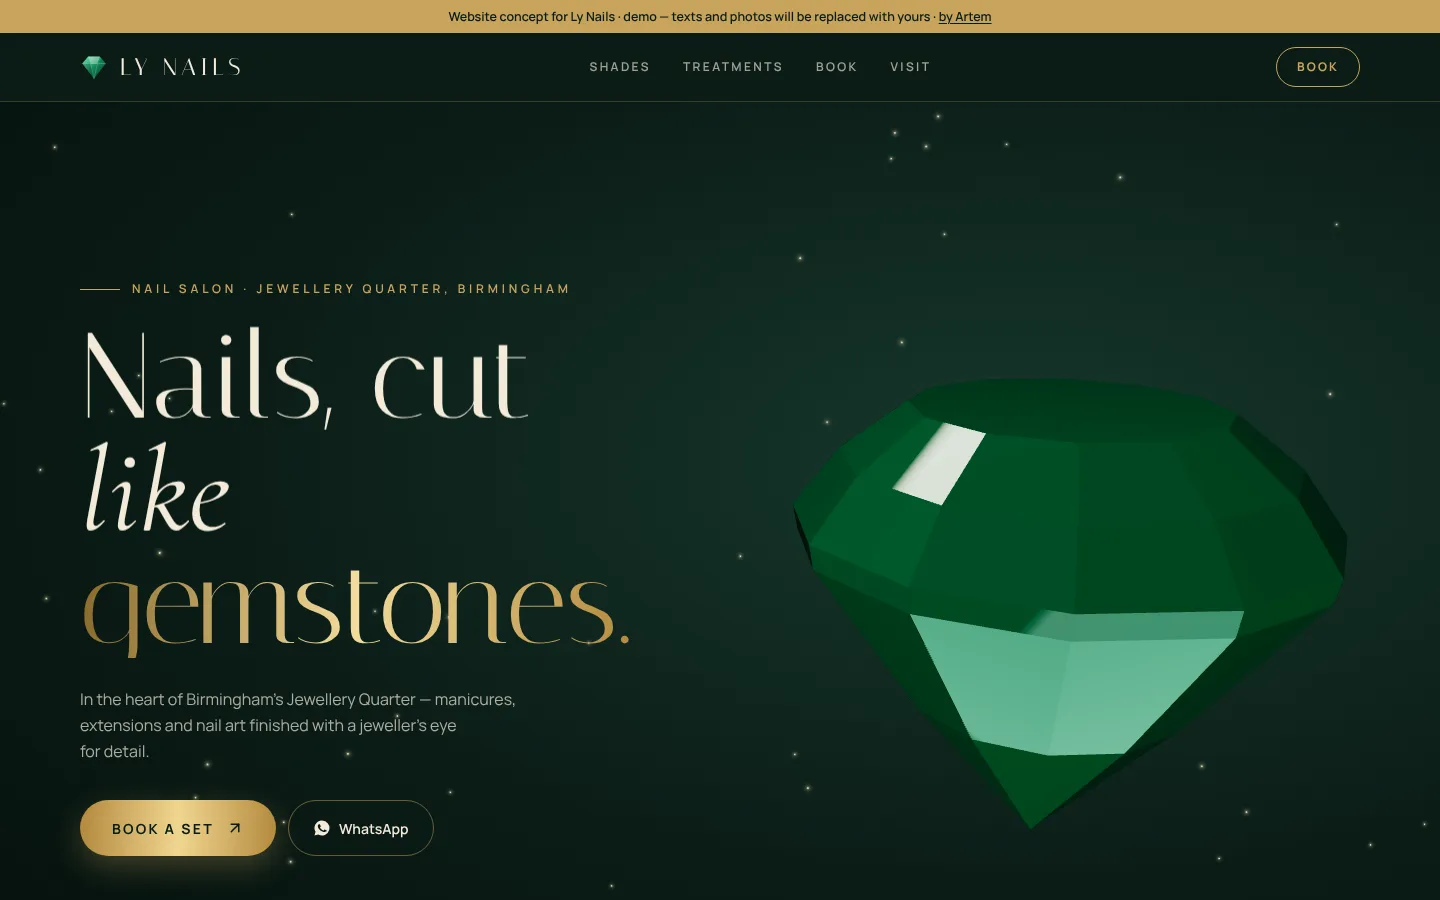 Website concept for Ly Nails · demo — texts and photos will be replaced with yours · by Artem
LY NAILS
SHADES
TREATMENTS
BOOK
VISIT
BOOK
NAIL SALON · JEWELLERY QUARTER, BIRMINGHAM
Nails, cut
like
gemstones.
In the heart of Birmingham's Jewellery Quarter — manicures,
extensions and nail art finished with a jeweller's eye
for detail.
BOOK A SET
WhatsApp